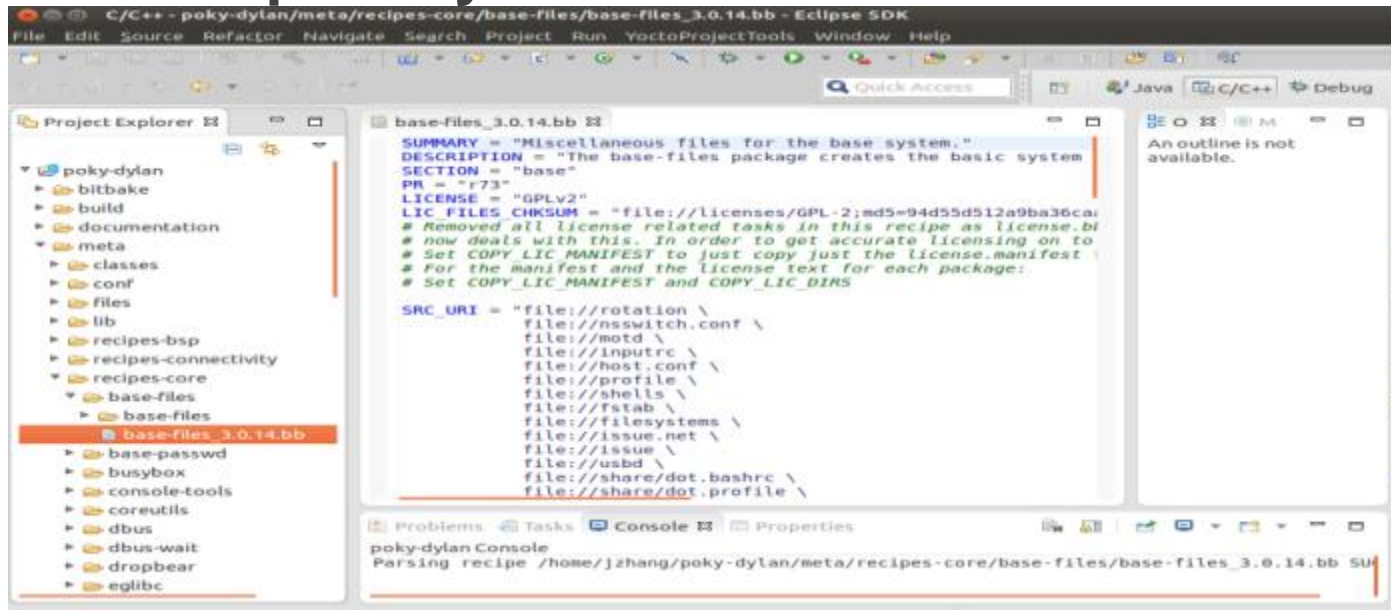 C/C++ - poky-dylan/meta/recipes-core/base-files/base-files_3.0.14.bb - Eclipse SDK
File Edit Source Refactor Navigate Search Project Run YoctoProjectTools Window Help
Quick Access
Java C/C++ Debug
Project Explorer
poky-dylan
bitbake
build
documentation
meta
classes
conf
files
lib
recipes-bsp
recipes-connectivity
recipes-core
base-files
base-files
base-files_3.0.14.bb
base-passwd
busybox
console-tools
coreutils
dbus
dbus-wait
dropbear
eglibc
base-files_3.0.14.bb
SUMMARY = "Miscellaneous files for the base system."
DESCRIPTION = "The base-files package creates the basic system
SECTION = "base"
PR = "r73"
LICENSE = "GPLv2"
LIC_FILES_CHKSUM = "file://licenses/GPL-2;md5=94d55d512a9ba36caa
# Removed all license related tasks in this recipe as license.bb
# now deals with this. In order to get accurate licensing on to
# Set COPY_LIC_MANIFEST to just copy just the license.manifest
# For the manifest and the license text for each package:
# Set COPY_LIC_MANIFEST and COPY_LIC_DIRS
SRC_URI = "file://rotation \
file://nsswitch.conf \
file://motd \
file://inputrc \
file://host.conf \
file://profile \
file://shells \
file://fstab \
file://filesystems \
file://issue.net \
file://issue \
file://usbd \
file://share/dot.bashrc \
file://share/dot.profile \
O M
An outline is not
available.
Problems Tasks Console Properties
poky-dylan Console
Parsing recipe /home/jzhang/poky-dylan/meta/recipes-core/base-files/base-files_3.0.14.bb SU